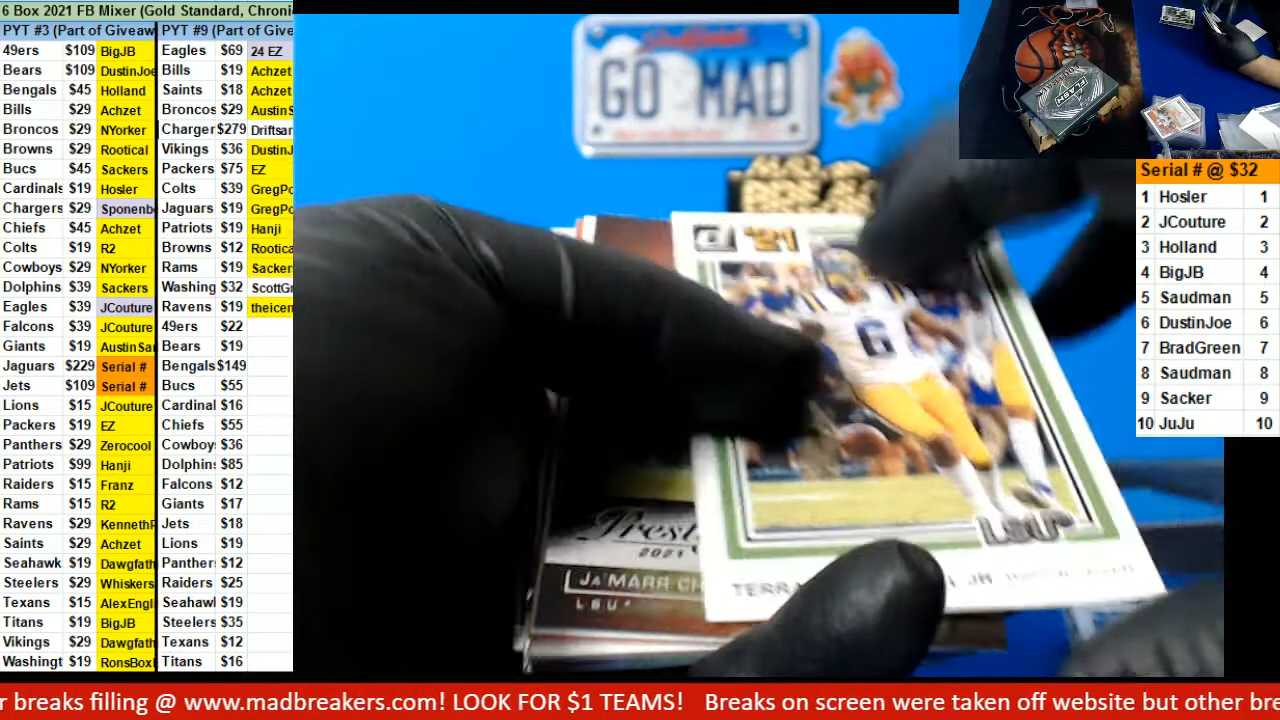 6 Box 2021 FB Mixer (Gold Standard, Chroni
PYT #3 (Part of Giveaw PYT #9 (Part of Give
49ers $109 BigJB Eagles $69 24 EZ
Bears $109 DustinJoe Bills $19 Achzet
Bengals $45 Holland Saints $18 Achzet
Bills $29 Achzet Broncos $29 AustinS
Broncos $29 NYorker Charger $279 Driftsar
Browns $29 Rootical Vikings $36 DustinJ
Bucs $45 Sackers Packers $75 EZ
Cardinals $19 Hosler Colts $39 GregPo
Chargers $29 Sponenb Jaguars $19 GregPo
Chiefs $45 Achzet Patriots $19 Hanji
Colts $19 R2 Browns $12 Rootica
Cowboys $29 NYorker Rams $19 Sacker
Dolphins $39 Sackers Washing $32 ScottGr
Eagles $39 JCouture Ravens $19 theicen
Falcons $39 JCouture 49ers $22
Giants $19 AustinSa Bears $19
Jaguars $229 Serial # Bengals $149
Jets $109 Serial # Bucs $55
Lions $15 JCouture Cardinal $16
Packers $19 EZ Chiefs $55
Panthers $29 Zerocool Cowboy $36
Patriots $99 Hanji Dolphin $85
Raiders $15 Franz Falcons $12
Rams $15 R2 Giants $17
Ravens $29 KennethF Jets $18
Saints $29 Achzet Lions $19
Seahawk $19 Dawgfath Panther $12
Steelers $29 Whiskers Raiders $25
Texans $15 AlexEngl Seahawl $19
Titans $19 BigJB Steelers $35
Vikings $29 Dawgfath Texans $12
Washingt $19 RonsBox Titans $16
GO MAD
'21
6
LSU
TERRA JR
Prest
2021
JA'MARR CH
LSU
FLASH
Serial # @ $32
1 Hosler 1
2 JCouture 2
3 Holland 3
4 BigJB 4
5 Saudman 5
6 DustinJoe 6
7 BradGreen 7
8 Saudman 8
9 Sacker 9
10 JuJu 10
r breaks filling @ www.madbreakers.com! LOOK FOR $1 TEAMS! Breaks on screen were taken off website but other bre